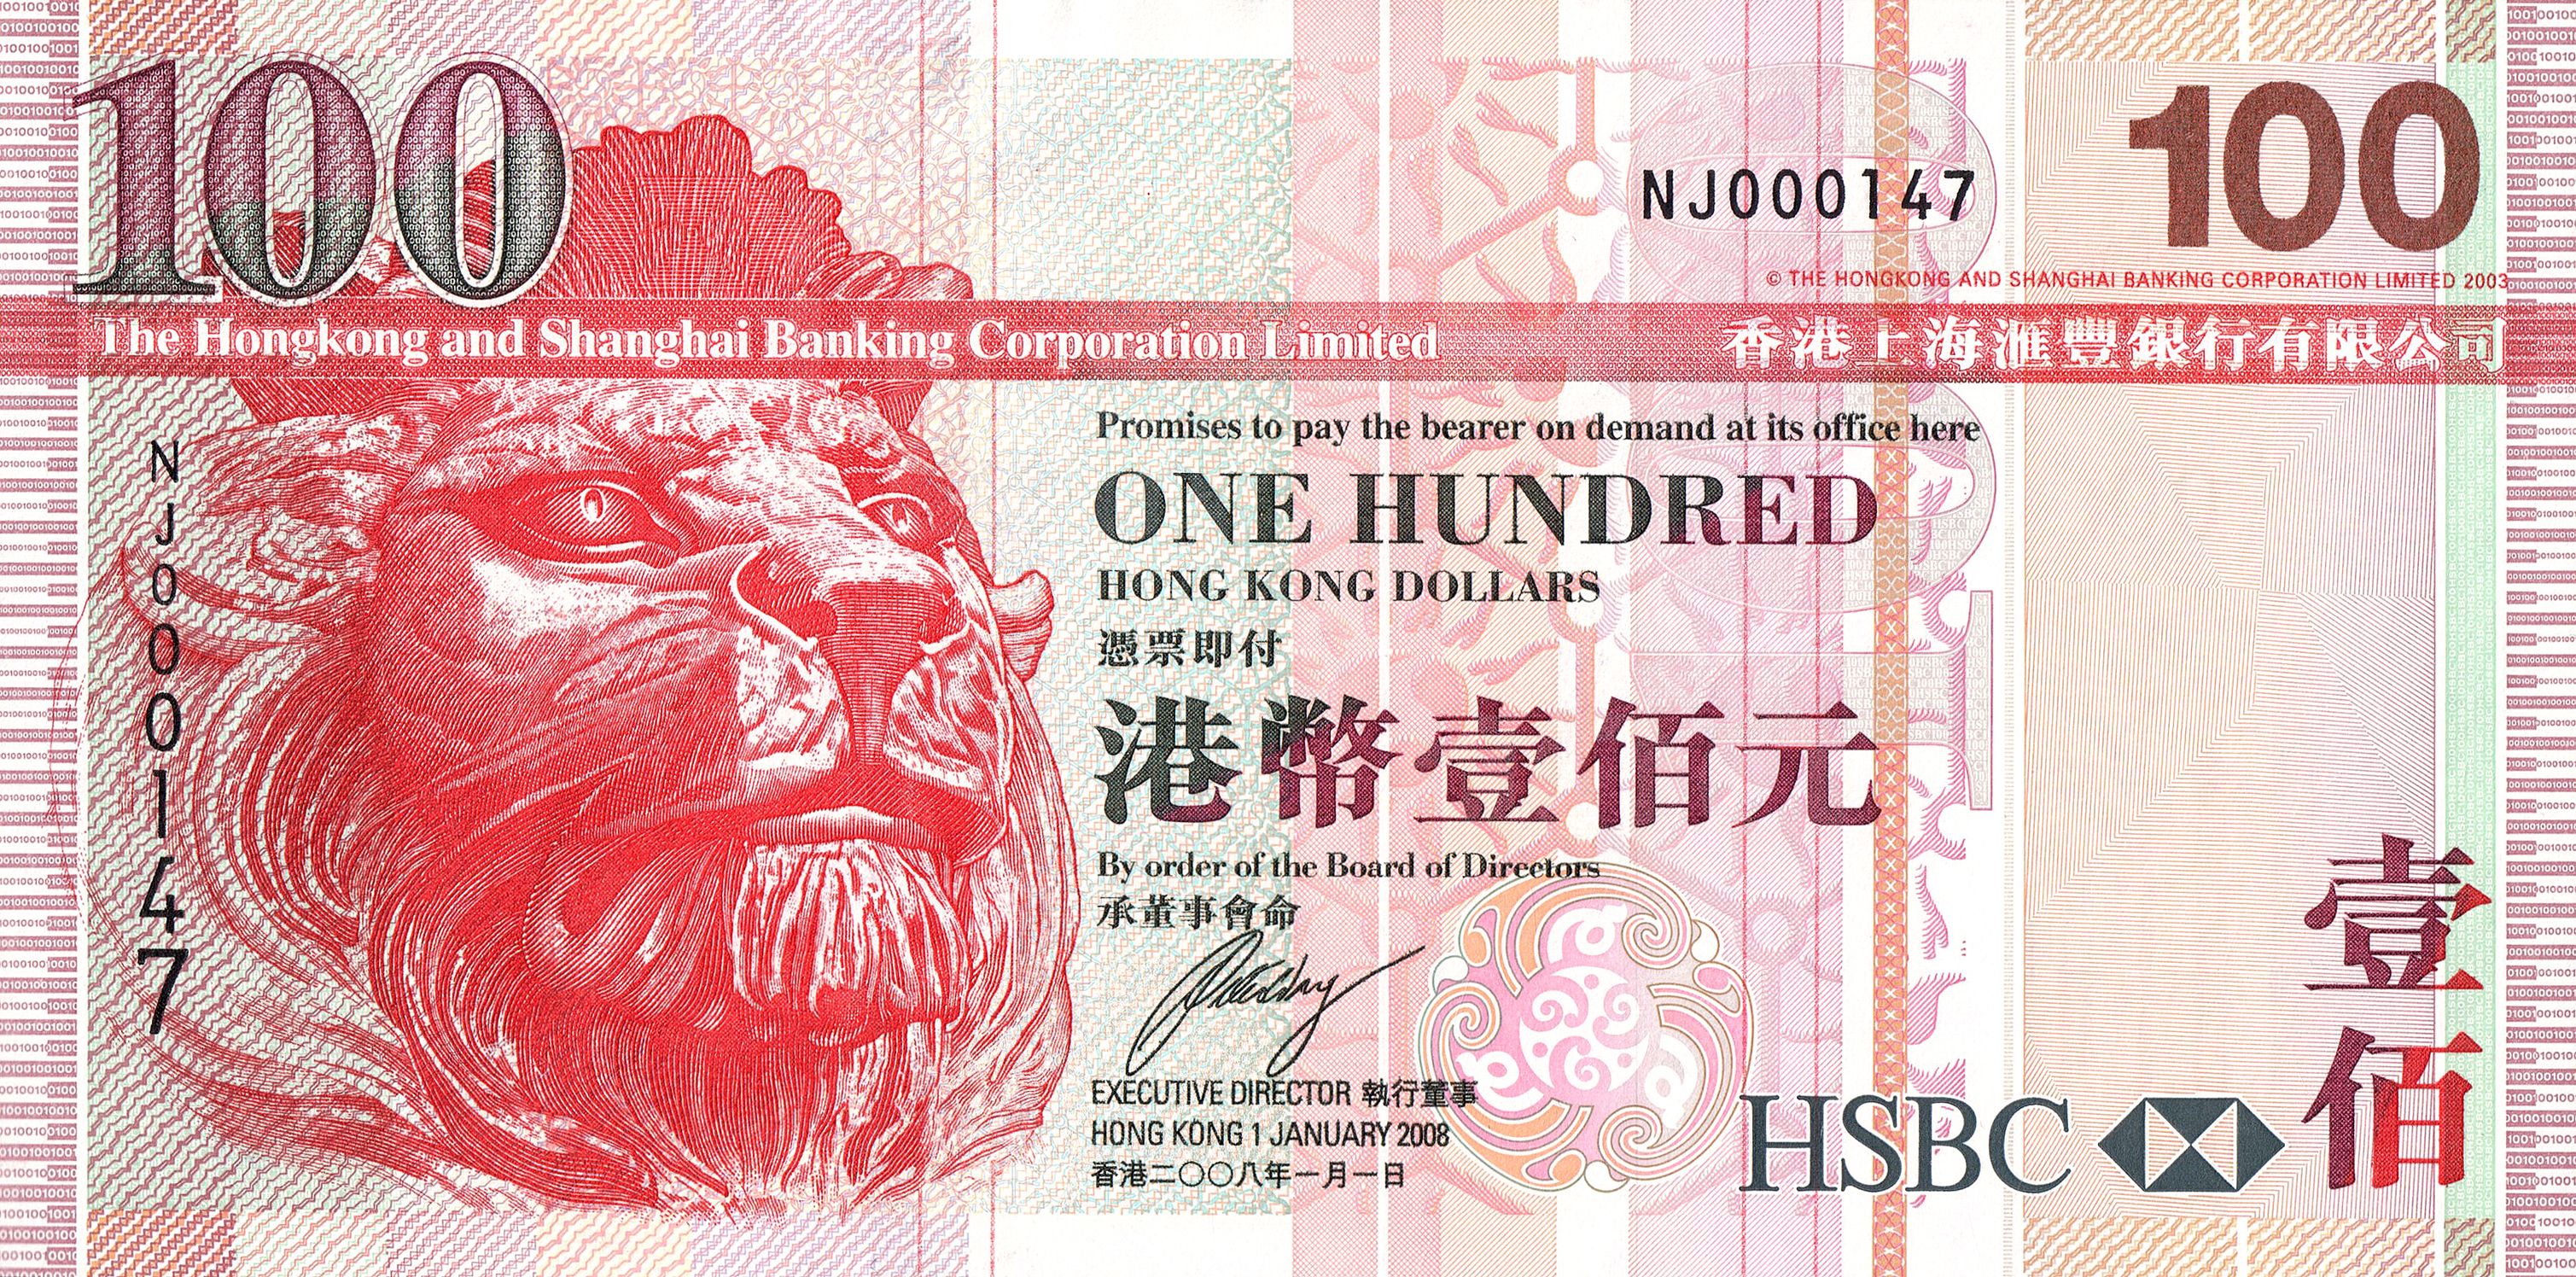 100
100
NJ000147
© THE HONGKONG AND SHANGHAI BANKING CORPORATION LIMITED 2003
The Hongkong and Shanghai Banking Corporation Limited
香港上海滙豐銀行有限公司
Promises to pay the bearer on demand at its office here
ONE HUNDRED
HONG KONG DOLLARS
憑票即付
港幣壹佰元
By order of the Board of Directors
承董事會命
EXECUTIVE DIRECTOR 執行董事
HONG KONG 1 JANUARY 2008
香港二〇〇八年一月一日
NJ000147
HSBC
壹佰